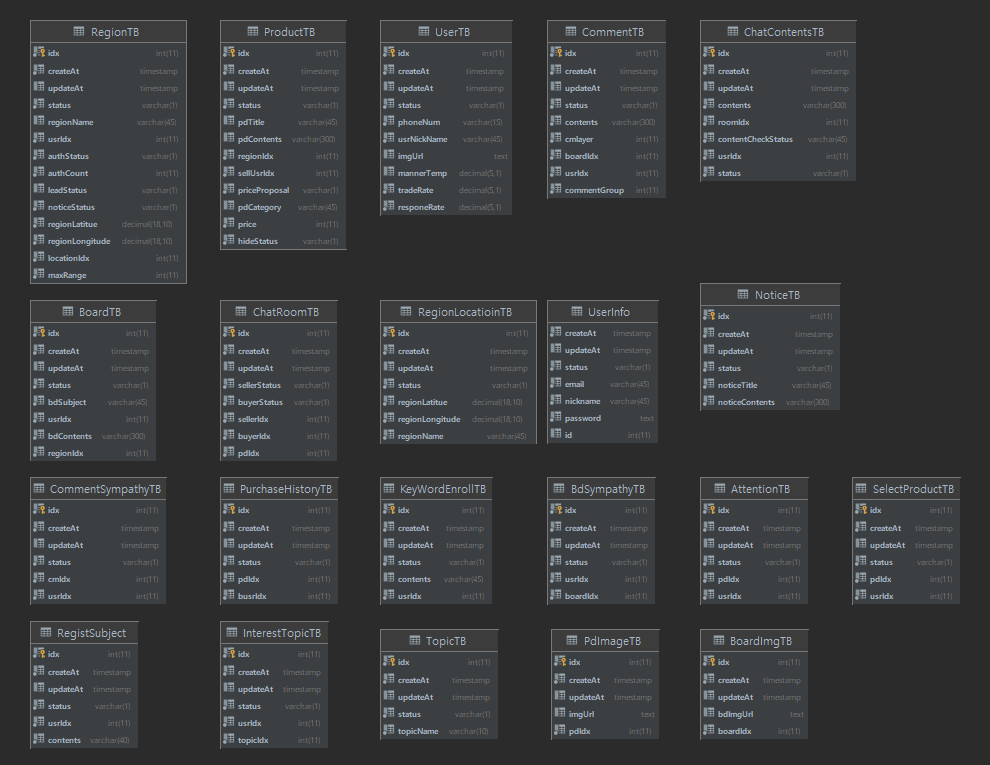 RegionTB
idx int(11)
createAt timestamp
updateAt timestamp
status varchar(1)
regionName varchar(45)
usrIdx int(11)
authStatus varchar(1)
authCount int(11)
leadStatus varchar(1)
noticeStatus varchar(1)
regionLatitue decimal(18,10)
regionLongitude decimal(18,10)
locationIdx int(11)
maxRange int(11)
ProductTB
idx int(11)
createAt timestamp
updateAt timestamp
status varchar(1)
pdTitle varchar(45)
pdContents varchar(300)
regionIdx int(11)
sellUsrIdx int(11)
priceProposal varchar(1)
pdCategory varchar(45)
price int(11)
hideStatus varchar(1)
UserTB
idx int(11)
createAt timestamp
updateAt timestamp
status varchar(1)
phoneNum varchar(15)
usrNickName varchar(45)
imgUrl text
mannerTemp decimal(5,1)
tradeRate decimal(5,1)
responeRate decimal(5,1)
CommentTB
idx int(11)
createAt timestamp
updateAt timestamp
status varchar(1)
contents varchar(300)
cmlayer int(11)
boardIdx int(11)
usrIdx int(11)
commentGroup int(11)
ChatContentsTB
idx int(11)
createAt timestamp
updateAt timestamp
contents varchar(300)
roomIdx int(11)
contentCheckStatus varchar(45)
usrIdx int(11)
status varchar(1)
BoardTB
idx int(11)
createAt timestamp
updateAt timestamp
status varchar(1)
bdSubject varchar(45)
usrIdx int(11)
bdContents varchar(300)
regionIdx int(11)
ChatRoomTB
idx int(11)
createAt timestamp
updateAt timestamp
sellerStatus varchar(1)
buyerStatus varchar(1)
sellerIdx int(11)
buyerIdx int(11)
pdIdx int(11)
RegionLocatioinTB
idx int(11)
createAt timestamp
updateAt timestamp
status varchar(1)
regionLatitue decimal(18,10)
regionLongitude decimal(18,10)
regionName varchar(45)
UserInfo
createAt timestamp
updateAt timestamp
status varchar(1)
email varchar(45)
nickname varchar(45)
password text
id int(11)
NoticeTB
idx int(11)
createAt timestamp
updateAt timestamp
status varchar(1)
noticeTitle varchar(45)
noticeContents varchar(300)
CommentSympathyTB
idx int(11)
createAt timestamp
updateAt timestamp
status varchar(1)
cmIdx int(11)
usrIdx int(11)
PurchaseHistoryTB
idx int(11)
createAt timestamp
updateAt timestamp
status varchar(1)
pdIdx int(11)
busrIdx int(11)
KeyWordEnrollTB
idx int(11)
createAt timestamp
updateAt timestamp
status varchar(1)
contents varchar(45)
usrIdx int(11)
BdSympathyTB
idx int(11)
createAt timestamp
updateAt timestamp
status varchar(1)
usrIdx int(11)
boardIdx int(11)
AttentionTB
idx int(11)
createAt timestamp
updateAt timestamp
status varchar(1)
pdIdx int(11)
usrIdx int(11)
SelectProductTB
idx int(11)
createAt timestamp
updateAt timestamp
status varchar(1)
pdIdx int(11)
usrIdx int(11)
RegistSubject
idx int(11)
createAt timestamp
updateAt timestamp
status varchar(1)
usrIdx int(11)
contents varchar(40)
InterestTopicTB
idx int(11)
createAt timestamp
updateAt timestamp
status varchar(1)
usrIdx int(11)
topicIdx int(11)
TopicTB
idx int(11)
createAt timestamp
updateAt timestamp
status varchar(1)
topicName varchar(10)
PdImageTB
idx int(11)
createAt timestamp
updateAt timestamp
imgUrl text
pdIdx int(11)
BoardImgTB
idx int(11)
createAt timestamp
updateAt timestamp
bdImgUrl text
boardIdx int(11)